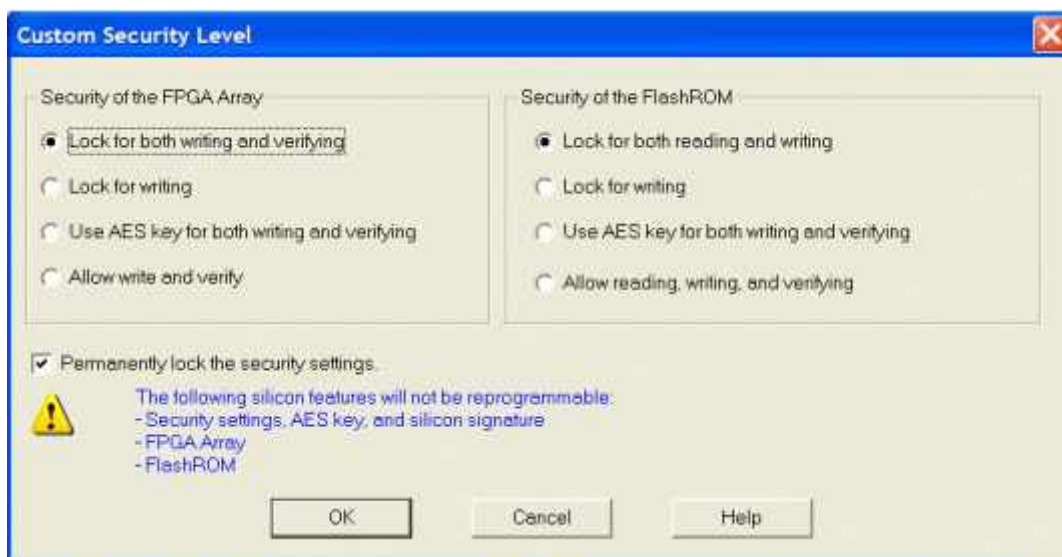 Custom Security Level
Security of the FPGA Array
Lock for both writing and verifying
Lock for writing
Use AES key for both writing and verifying
Allow write and verify
Security of the FlashROM
Lock for both reading and writing
Lock for writing
Use AES key for both writing and verifying
Allow reading, writing, and verifying
Permanently lock the security settings.
The following silicon features will not be reprogrammable:
- Security settings, AES key, and silicon signature
- FPGA Array
- FlashROM
OK
Cancel
Help